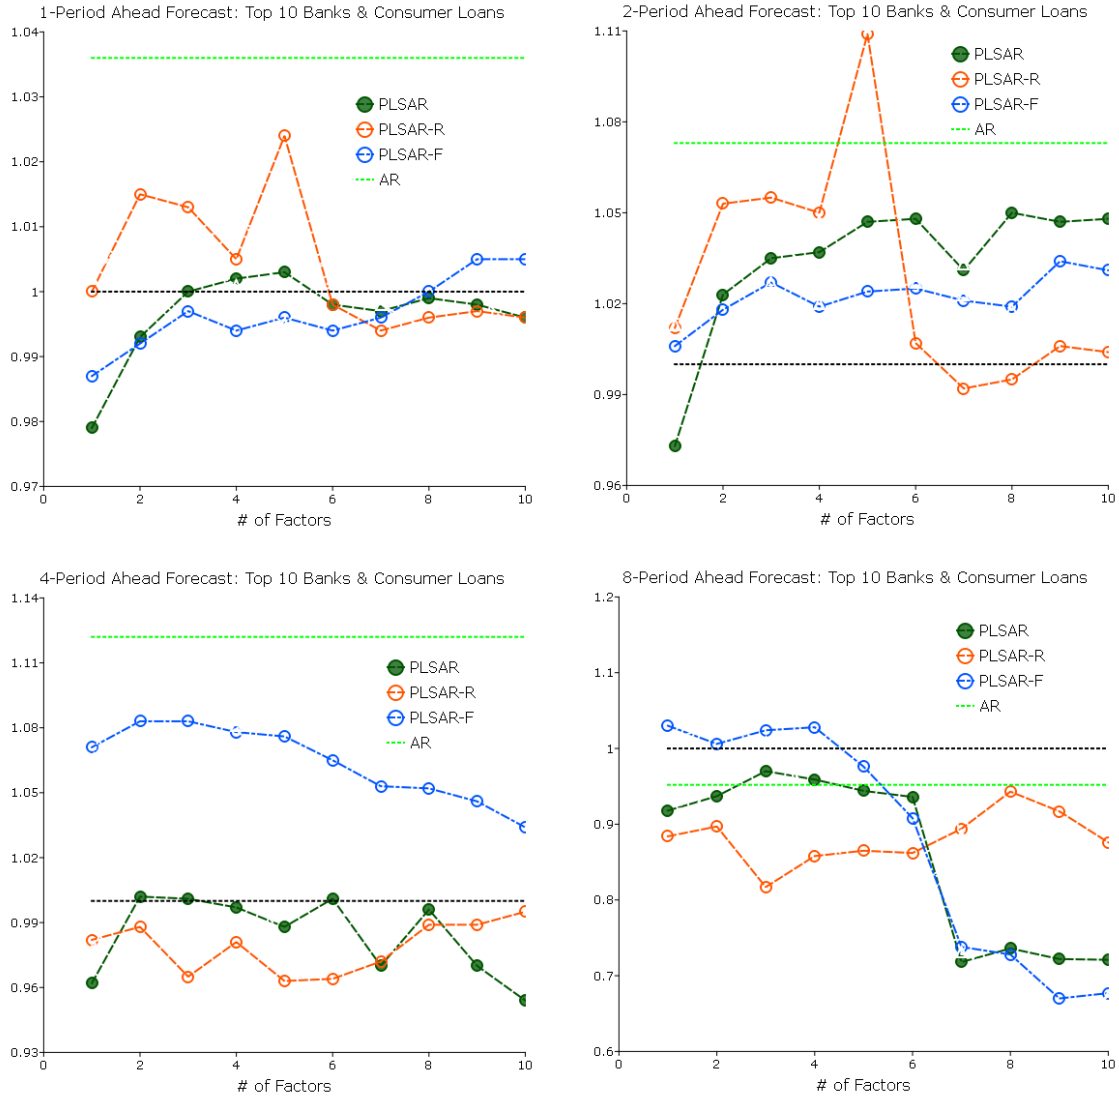 1-Period Ahead Forecast: Top 10 Banks & Consumer Loans
1.04
1.03
1.02
1.01
1
0.99
0.98
0.97
0
2
4
6
8
10
# of Factors
PLSAR
PLSAR-R
PLSAR-F
AR
2-Period Ahead Forecast: Top 10 Banks & Consumer Loans
1.11
1.08
1.05
1.02
0.99
0.96
0
2
4
6
8
10
# of Factors
PLSAR
PLSAR-R
PLSAR-F
AR
4-Period Ahead Forecast: Top 10 Banks & Consumer Loans
1.14
1.11
1.08
1.05
1.02
0.99
0.96
0.93
0
2
4
6
8
10
# of Factors
PLSAR
PLSAR-R
PLSAR-F
AR
8-Period Ahead Forecast: Top 10 Banks & Consumer Loans
1.2
1.1
1
0.9
0.8
0.7
0.6
0
2
4
6
8
10
# of Factors
PLSAR
PLSAR-R
PLSAR-F
AR